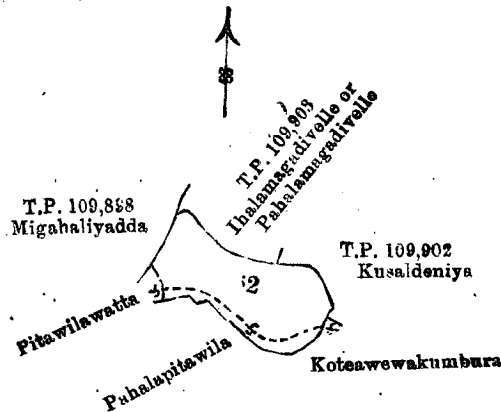 T.P. 109,903
Ihalamagadivelle or
Pahalamagadivelle
T.P. 109,898
Migahaliyadda
T.P. 109,902
Kusaldeniya
2
Pitawilawatta
Pahalapitawila
Koteawewakumbura